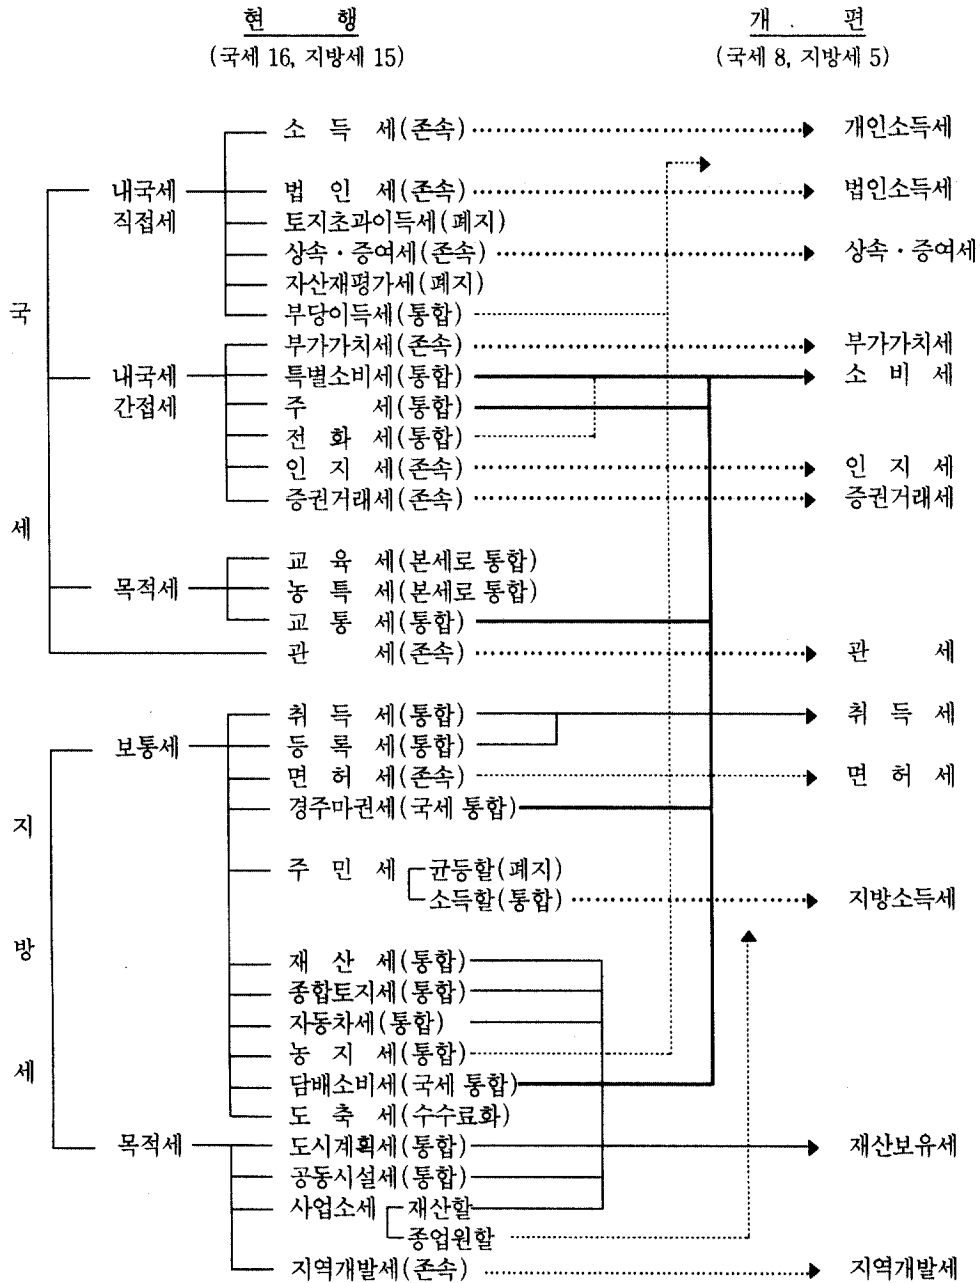 현 행 개 편
(국세 16, 지방세 15) (국세 8, 지방세 5)
소 득 세(존속) 개인소득세
내국세 법 인 세(존속) 법인소득세
직접세 토지초과이득세(폐지)
상속·증여세(존속) 상속·증여세
자산재평가세(폐지)
국 부당이득세(통합)
부가가치세(존속) 부가가치세
내국세 특별소비세(통합) 소 비 세
간접세 주 세(통합)
전 화 세(통합)
인 지 세(존속) 인 지 세
증권거래세(존속) 증권거래세
세
교 육 세(본세로 통합)
목적세 농 특 세(본세로 통합)
교 통 세(통합)
관 세(존속) 관 세
취 득 세(통합) 취 득 세
보통세 등 록 세(통합)
면 허 세(존속) 면 허 세
경주마권세(국세 통합)
지
주 민 세 균등할(폐지)
소득할(통합) 지방소득세
방
재 산 세(통합)
종합토지세(통합)
자동차세(통합)
농 지 세(통합)
세 담배소비세(국세 통합)
도 축 세(수수료화)
목적세 도시계획세(통합) 재산보유세
공동시설세(통합)
사업소세 재산할
종업원할
지역개발세(존속) 지역개발세